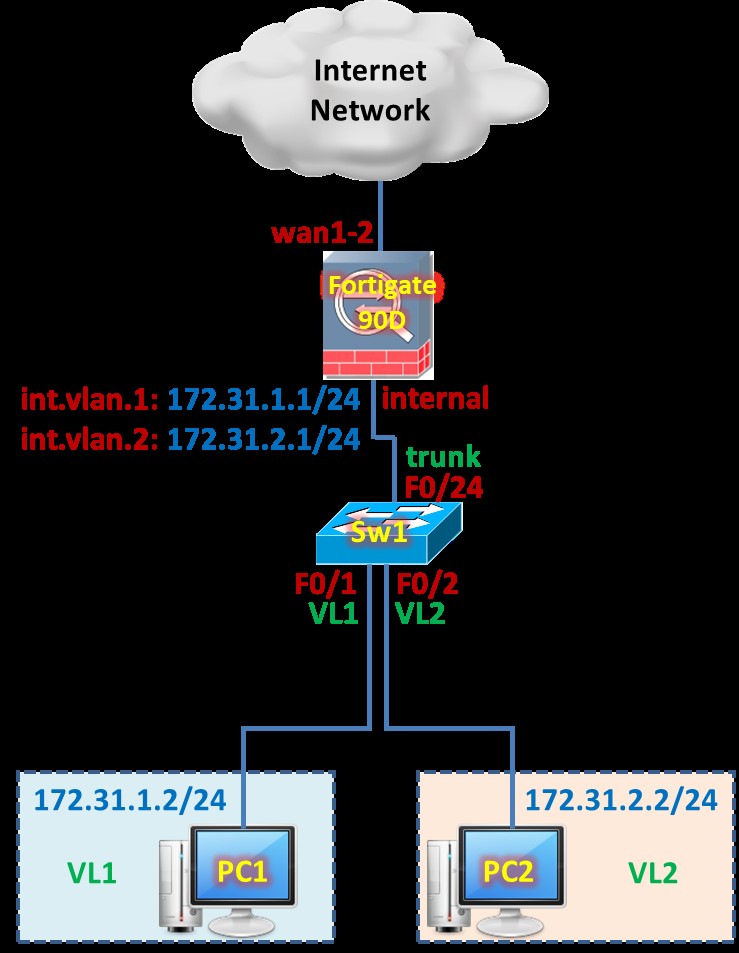 Internet
Network
wan1-2
Fortigate
90D
int.vlan.1: 172.31.1.1/24 internal
int.vlan.2: 172.31.2.1/24
trunk
F0/24
Sw1
F0/1 F0/2
VL1 VL2
172.31.1.2/24 172.31.2.2/24
VL1 PC1 PC2 VL2